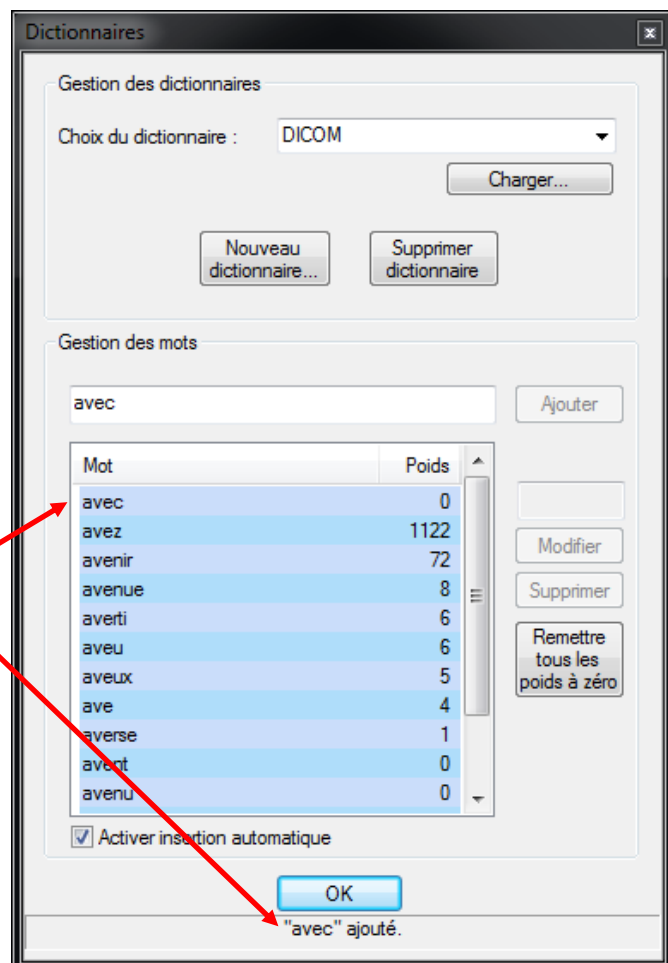 Dictionnaires
Gestion des dictionnaires
Choix du dictionnaire :
DICOM
Charger...
Nouveau
dictionnaire...
Supprimer
dictionnaire
Gestion des mots
avec
Ajouter
Mot Poids
avec 0
avez 1122
avenir 72
avenue 8
averti 6
aveu 6
aveux 5
ave 4
averse 1
avent 0
avenu 0
Modifier
Supprimer
Remettre
tous les
poids à zéro
Activer insertion automatique
OK
"avec" ajouté.